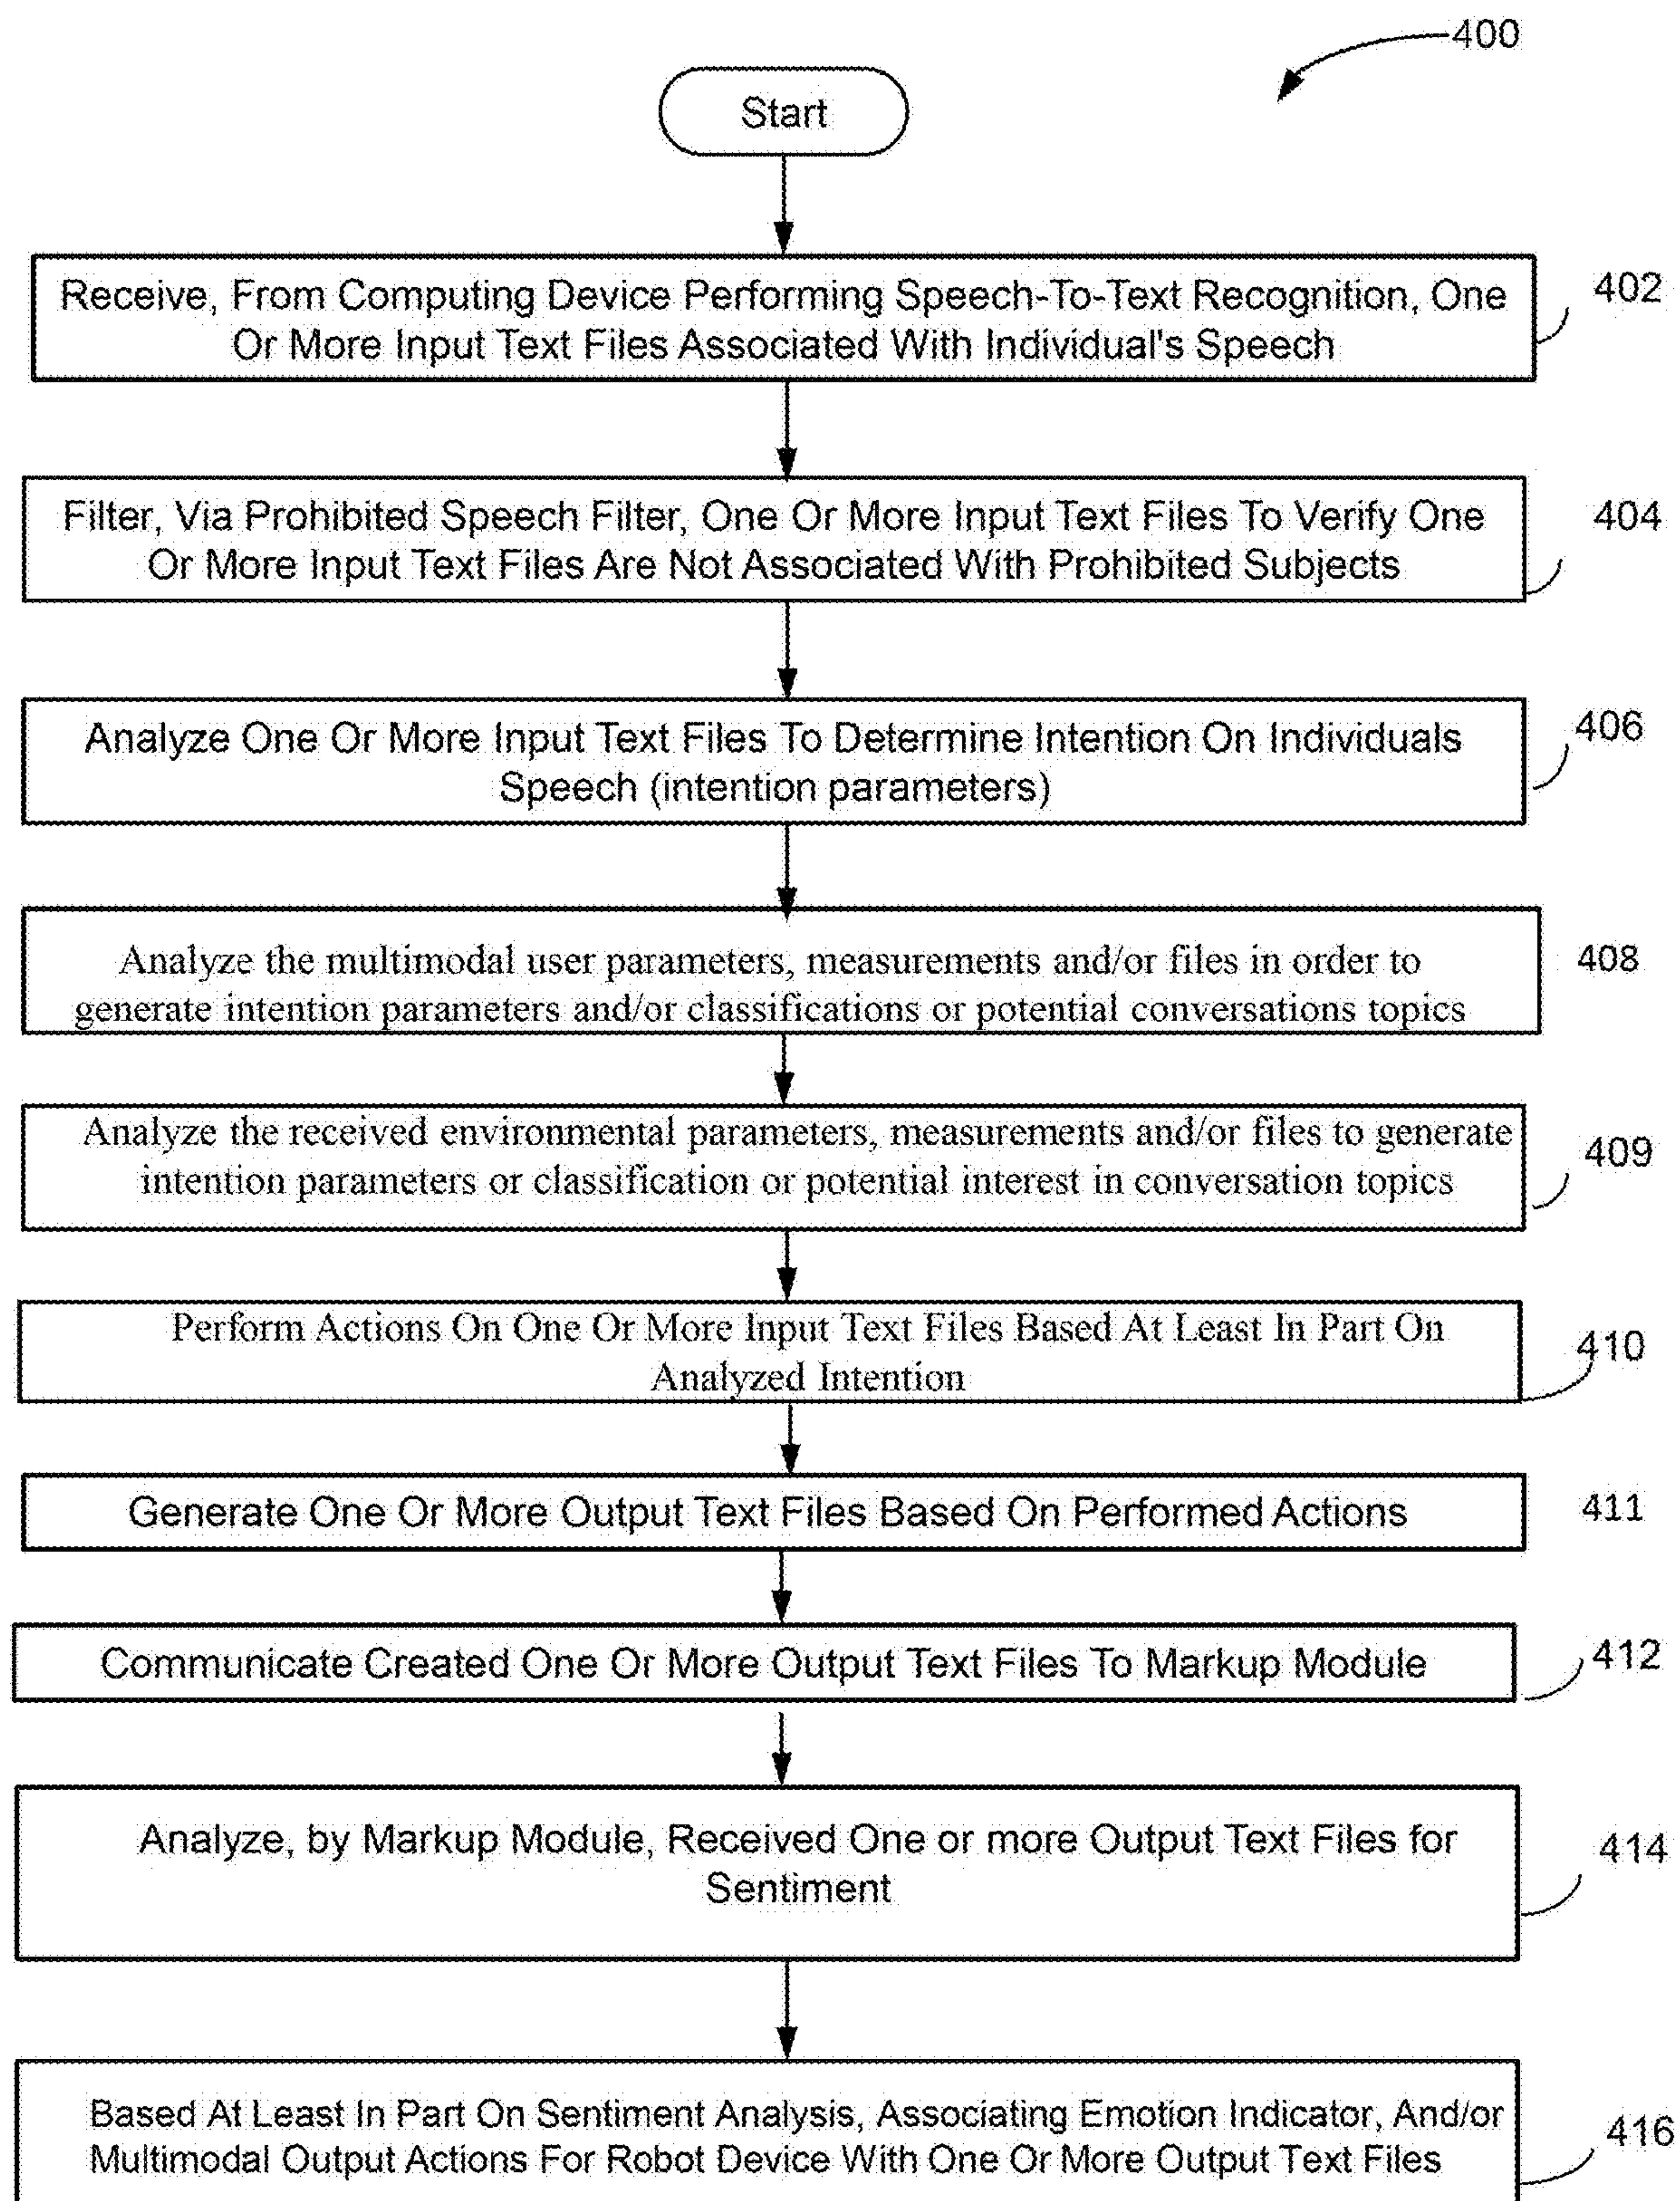 400
Start
Receive, From Computing Device Performing Speech-To-Text Recognition, One
Or More Input Text Files Associated With Individual's Speech
402
Filter, Via Prohibited Speech Filter, One Or More Input Text Files To Verify One
Or More Input Text Files Are Not Associated With Prohibited Subjects
404
Analyze One Or More Input Text Files To Determine Intention On Individuals
Speech (intention parameters)
406
Analyze the multimodal user parameters, measurements and/or files in order to
generate intention parameters and/or classifications or potential conversations topics
408
Analyze the received environmental parameters, measurements and/or files to generate
intention parameters or classification or potential interest in conversation topics
409
Perform Actions On One Or More Input Text Files Based At Least In Part On
Analyzed Intention
410
Generate One Or More Output Text Files Based On Performed Actions
411
Communicate Created One Or More Output Text Files To Markup Module
412
Analyze, by Markup Module, Received One or more Output Text Files for
Sentiment
414
Based At Least In Part On Sentiment Analysis, Associating Emotion Indicator, And/or
Multimodal Output Actions For Robot Device With One Or More Output Text Files
416